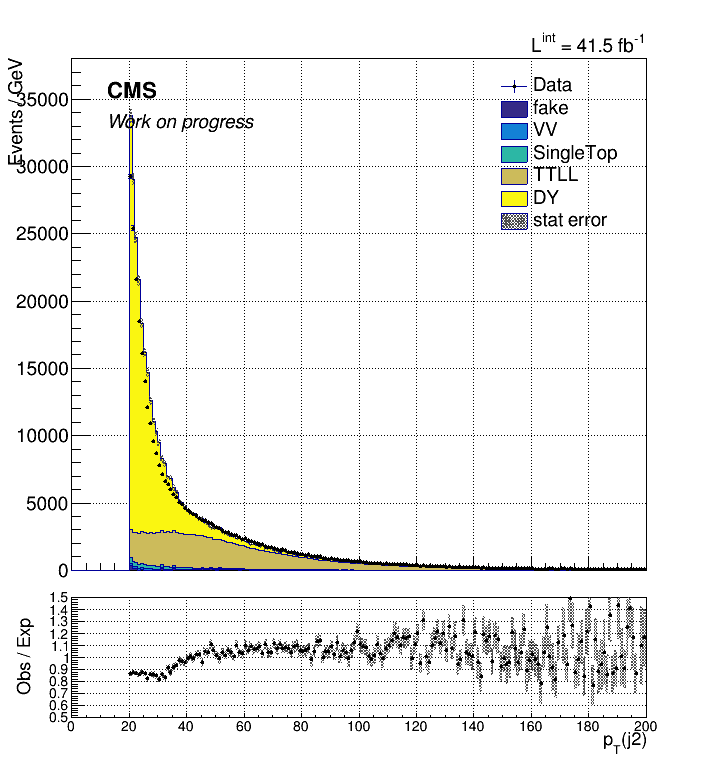 L^int = 41.5 fb^-1
Events / GeV
CMS
Work on progress
Data
fake
VV
SingleTop
TTLL
DY
stat error
35000
30000
25000
20000
15000
10000
5000
0
Obs / Exp
1.5
1.4
1.3
1.2
1.1
1
0.9
0.8
0.7
0.6
0.5
0 20 40 60 80 100 120 140 160 180 200
p_T(j2)